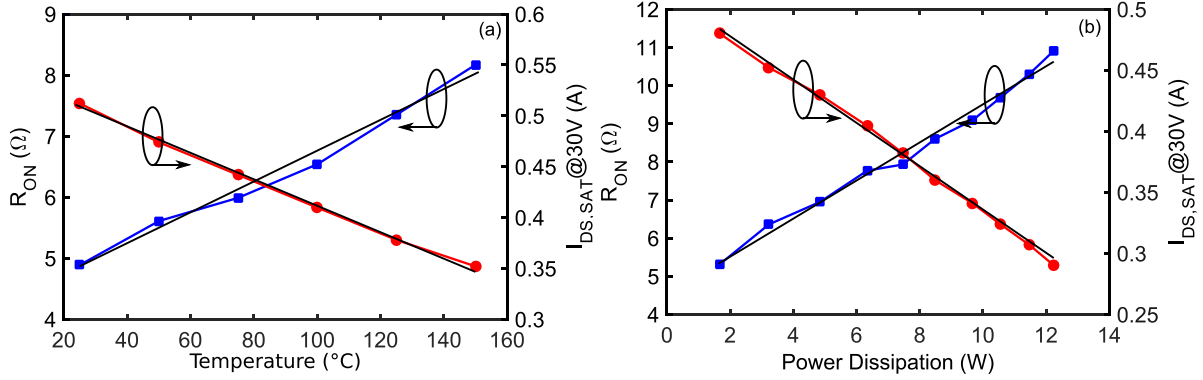 (a)
9
8
7
6
5
4
R_ON (Ω)
20 40 60 80 100 120 140 160
Temperature (°C)
0.6
0.55
0.5
0.45
0.4
0.35
0.3
I_DS,SAT@30V (A)
(b)
12
11
10
9
8
7
6
5
4
R_ON (Ω)
0 2 4 6 8 10 12 14
Power Dissipation (W)
0.5
0.45
0.4
0.35
0.3
0.25
I_DS,SAT@30V (A)